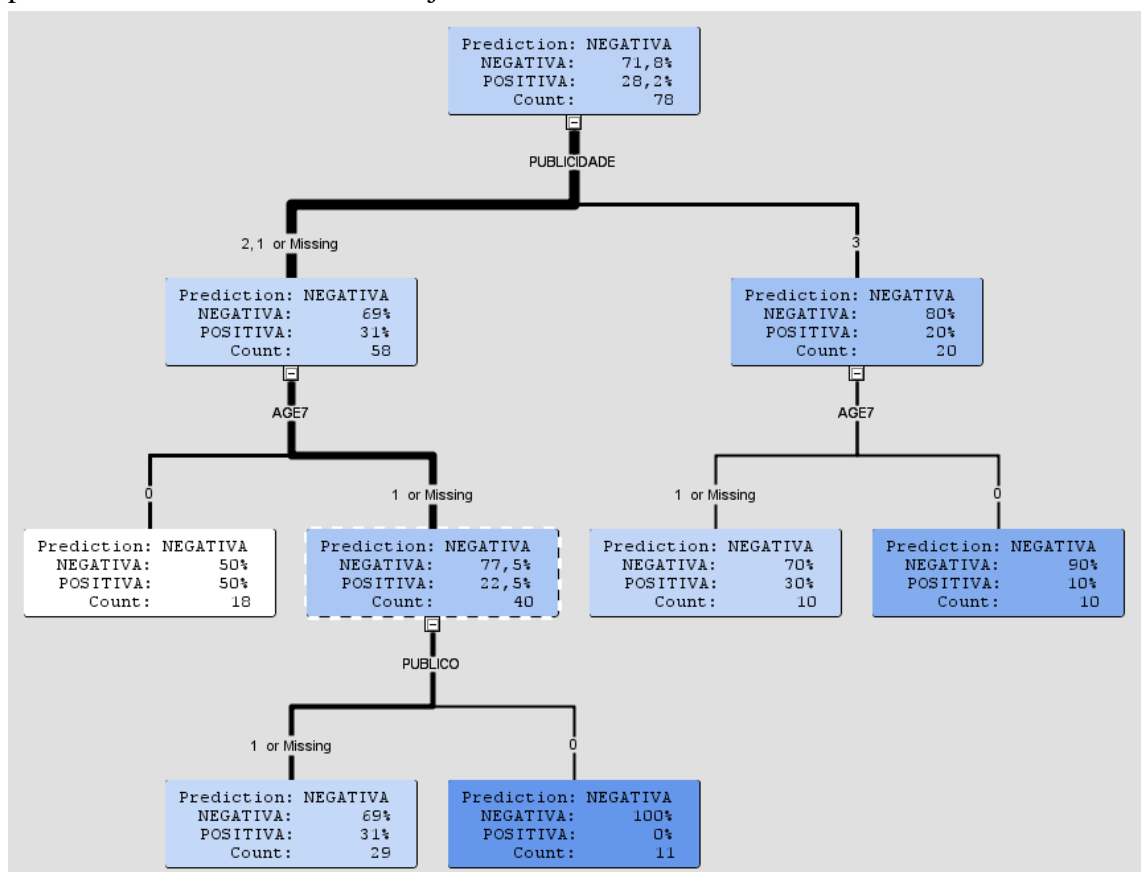 Prediction: NEGATIVA
NEGATIVA: 71,8%
POSITIVA: 28,2%
Count: 78
PUBLICIDADE
2, 1 or Missing
3
Prediction: NEGATIVA
NEGATIVA: 69%
POSITIVA: 31%
Count: 58
Prediction: NEGATIVA
NEGATIVA: 80%
POSITIVA: 20%
Count: 20
AGE7
AGE7
0
1 or Missing
1 or Missing
0
Prediction: NEGATIVA
NEGATIVA: 50%
POSITIVA: 50%
Count: 18
Prediction: NEGATIVA
NEGATIVA: 77,5%
POSITIVA: 22,5%
Count: 40
Prediction: NEGATIVA
NEGATIVA: 70%
POSITIVA: 30%
Count: 10
Prediction: NEGATIVA
NEGATIVA: 90%
POSITIVA: 10%
Count: 10
PUBLICO
1 or Missing
0
Prediction: NEGATIVA
NEGATIVA: 69%
POSITIVA: 31%
Count: 29
Prediction: NEGATIVA
NEGATIVA: 100%
POSITIVA: 0%
Count: 11